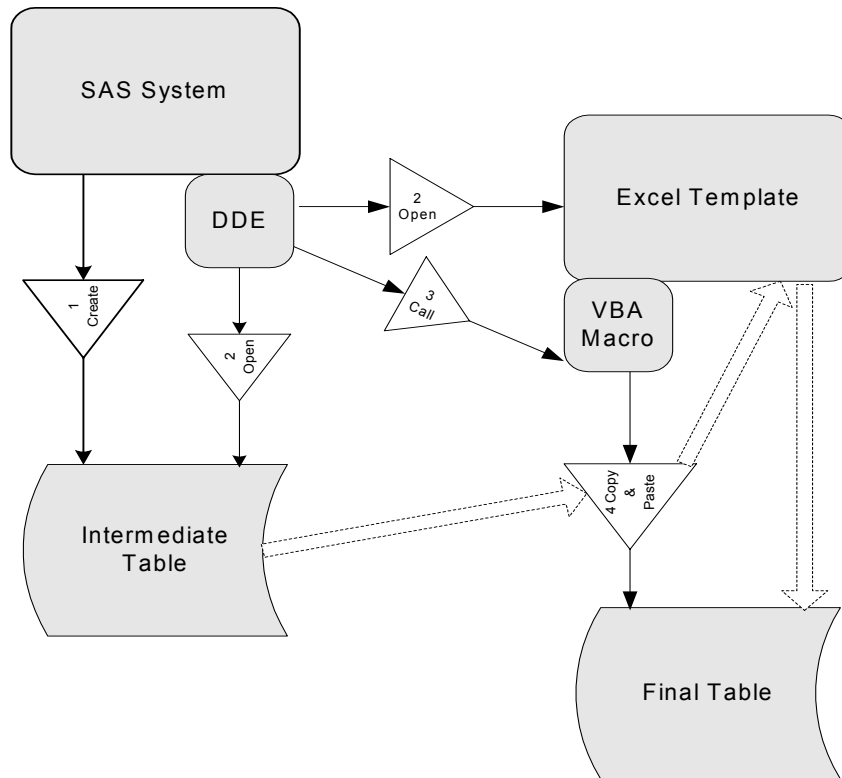 SAS System
DDE
2
Open
Excel Template
1
Create
2
Open
3
Call
VBA
Macro
4 Copy
&
Paste
Intermediate
Table
Final Table